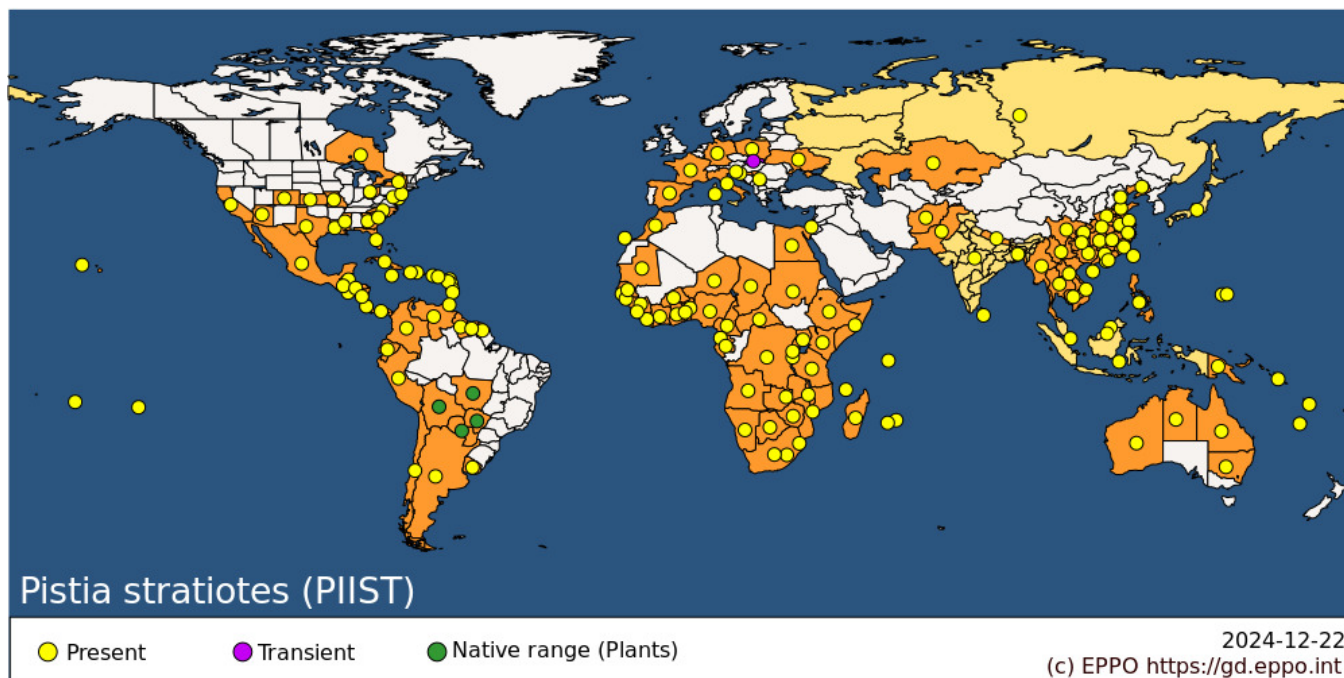 Pistia stratiotes (PIIST)
Present
Transient
Native range (Plants)
2024-12-22
(c) EPPO https://gd.eppo.int